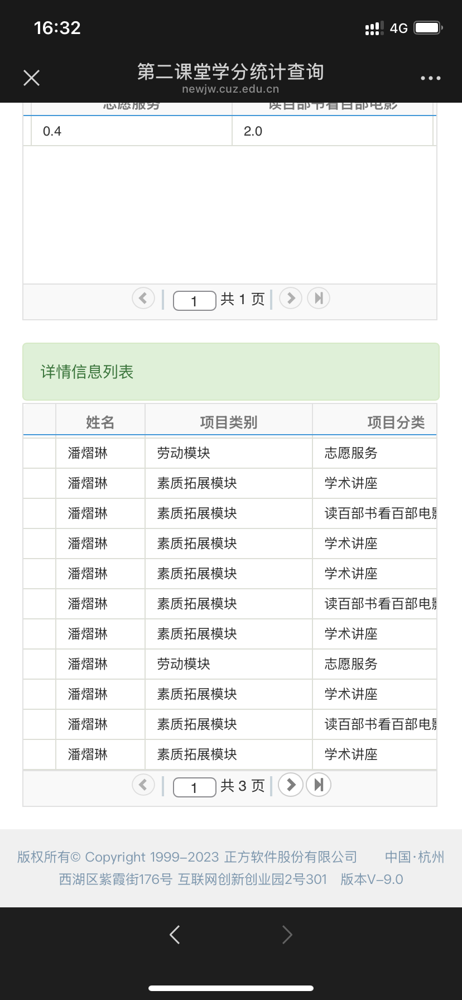 16:32
4G
第二课堂学分统计查询
newjw.cuz.edu.cn
志愿服务 读百部书看百部电影
0.4 2.0
1 共 1 页
详情信息列表
姓名 项目类别 项目分类
潘熠琳 劳动模块 志愿服务
潘熠琳 素质拓展模块 学术讲座
潘熠琳 素质拓展模块 读百部书看百部电影
潘熠琳 素质拓展模块 学术讲座
潘熠琳 素质拓展模块 学术讲座
潘熠琳 素质拓展模块 读百部书看百部电影
潘熠琳 素质拓展模块 学术讲座
潘熠琳 劳动模块 志愿服务
潘熠琳 素质拓展模块 学术讲座
潘熠琳 素质拓展模块 读百部书看百部电影
潘熠琳 素质拓展模块 学术讲座
1 共 3 页
版权所有© Copyright 1999-2023 正方软件股份有限公司 中国·杭州
西湖区紫霞街176号 互联网创新创业园2号301 版本V-9.0